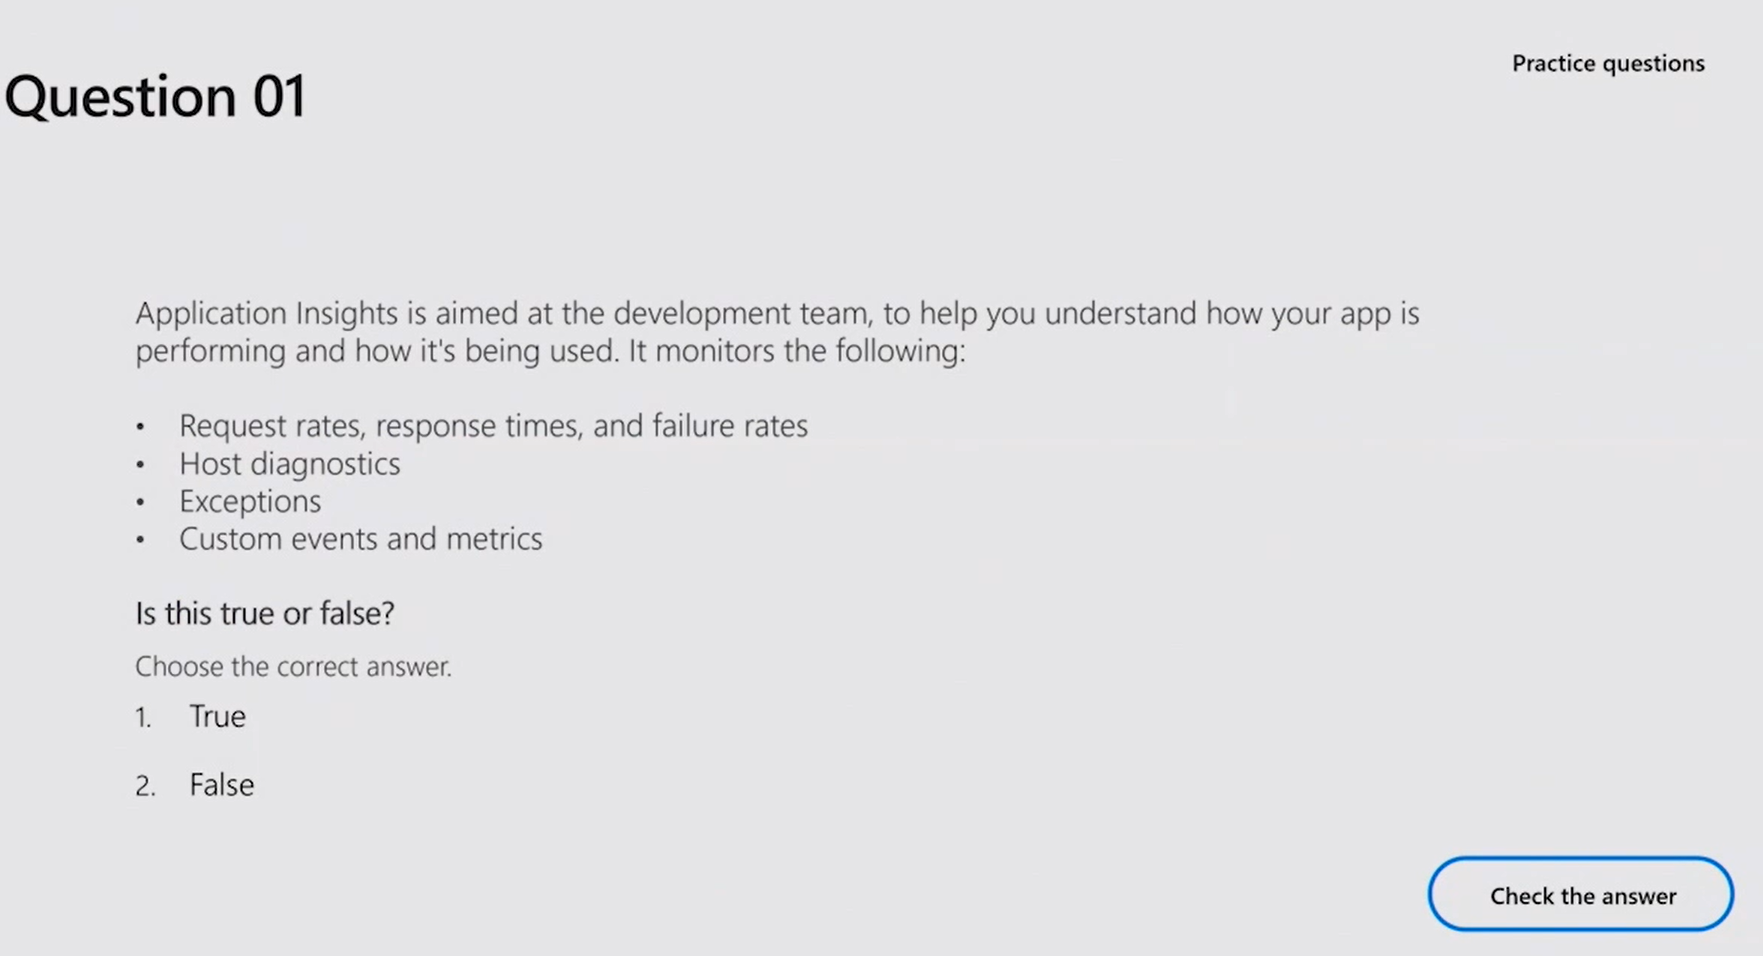 Practice questions
Question 01
Application Insights is aimed at the development team, to help you understand how your app is
performing and how it's being used. It monitors the following:
• Request rates, response times, and failure rates
• Host diagnostics
• Exceptions
• Custom events and metrics
Is this true or false?
Choose the correct answer.
1. True
2. False
Check the answer